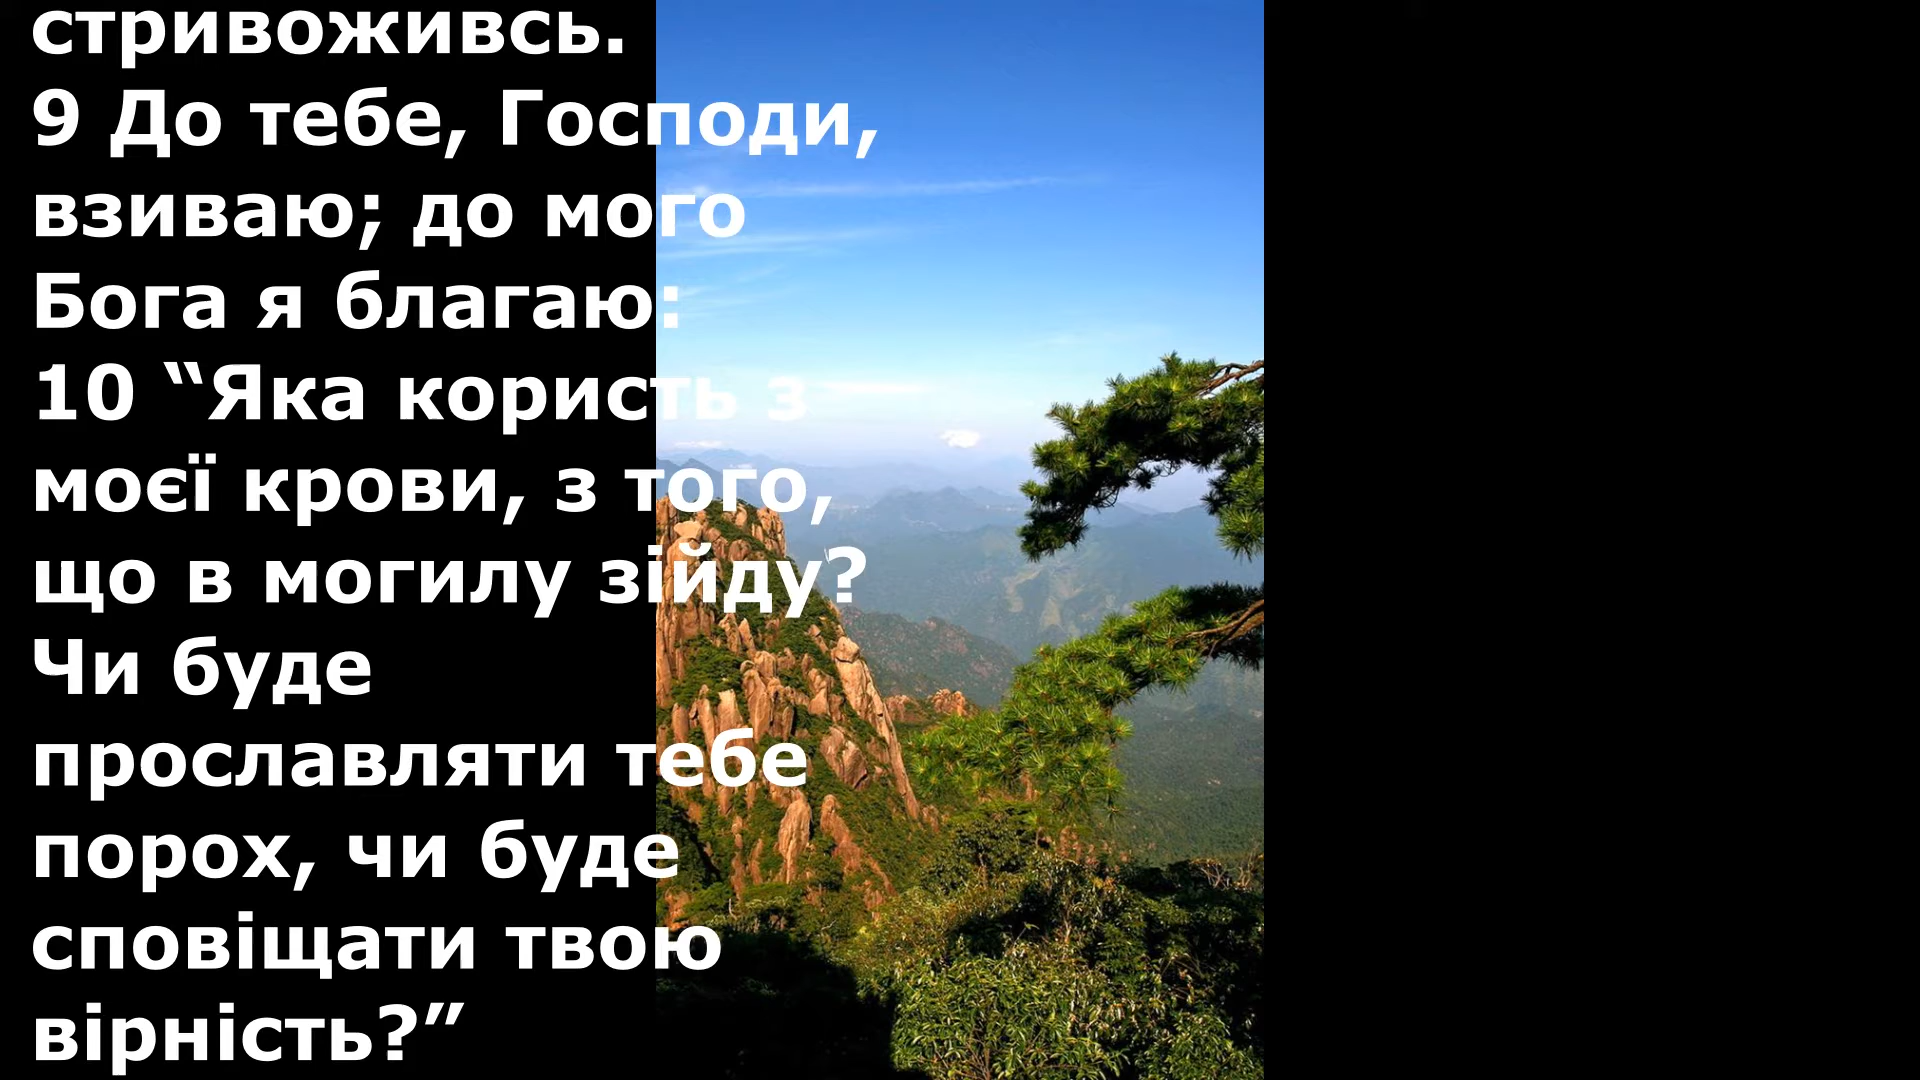 стривоживсь.
9 До тебе, Господи,
взиваю; до мого
Бога я благаю:
10 “Яка користь з
моєї крови, з того,
що в могилу зійду?
Чи буде
прославляти тебе
порох, чи буде
сповіщати твою
вірність?”